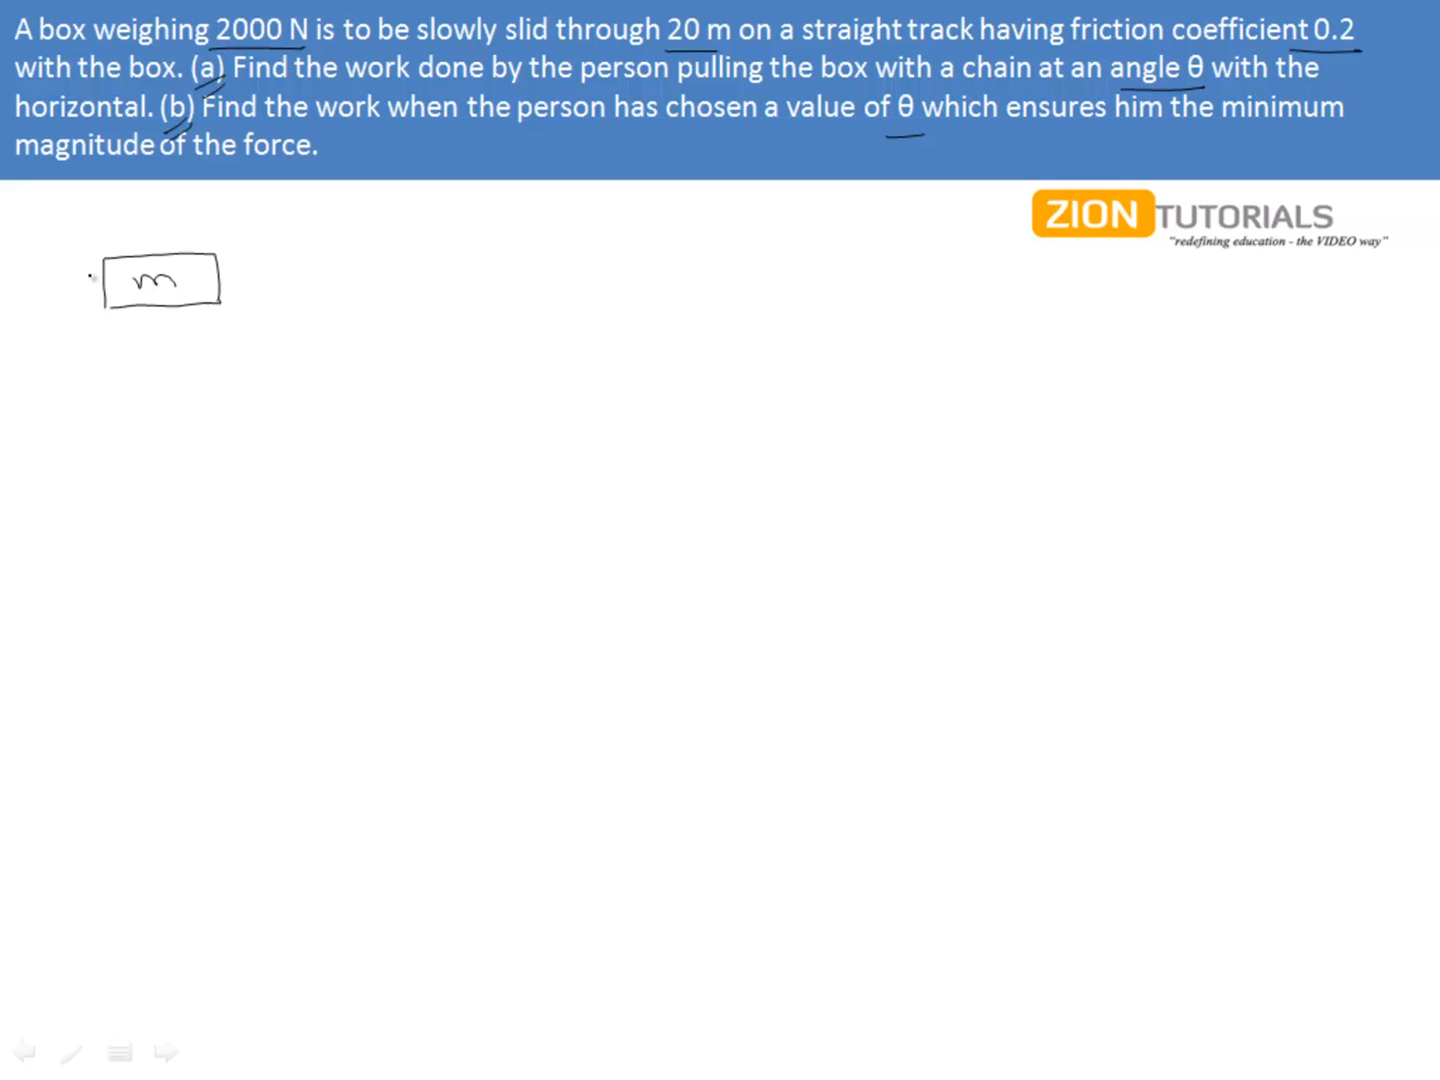 A box weighing 2000 N is to be slowly slid through 20 m on a straight track having friction coefficient 0.2
with the box. (a) Find the work done by the person pulling the box with a chain at an angle θ with the
horizontal. (b) Find the work when the person has chosen a value of θ which ensures him the minimum
magnitude of the force.
ZION TUTORIALS
"redefining education - the VIDEO way"
m